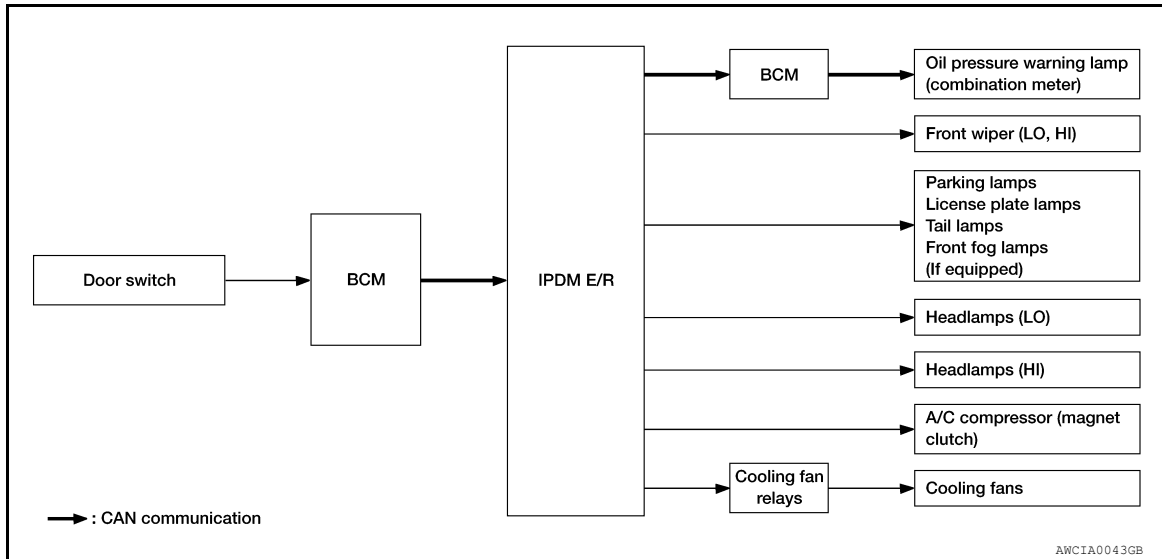 BCM
Oil pressure warning lamp
(combination meter)
Front wiper (LO, HI)
Parking lamps
License plate lamps
Tail lamps
Front fog lamps
(If equipped)
Door switch
BCM
IPDM E/R
Headlamps (LO)
Headlamps (HI)
A/C compressor (magnet
clutch)
Cooling fan
relays
Cooling fans
: CAN communication
AWCIA0043GB